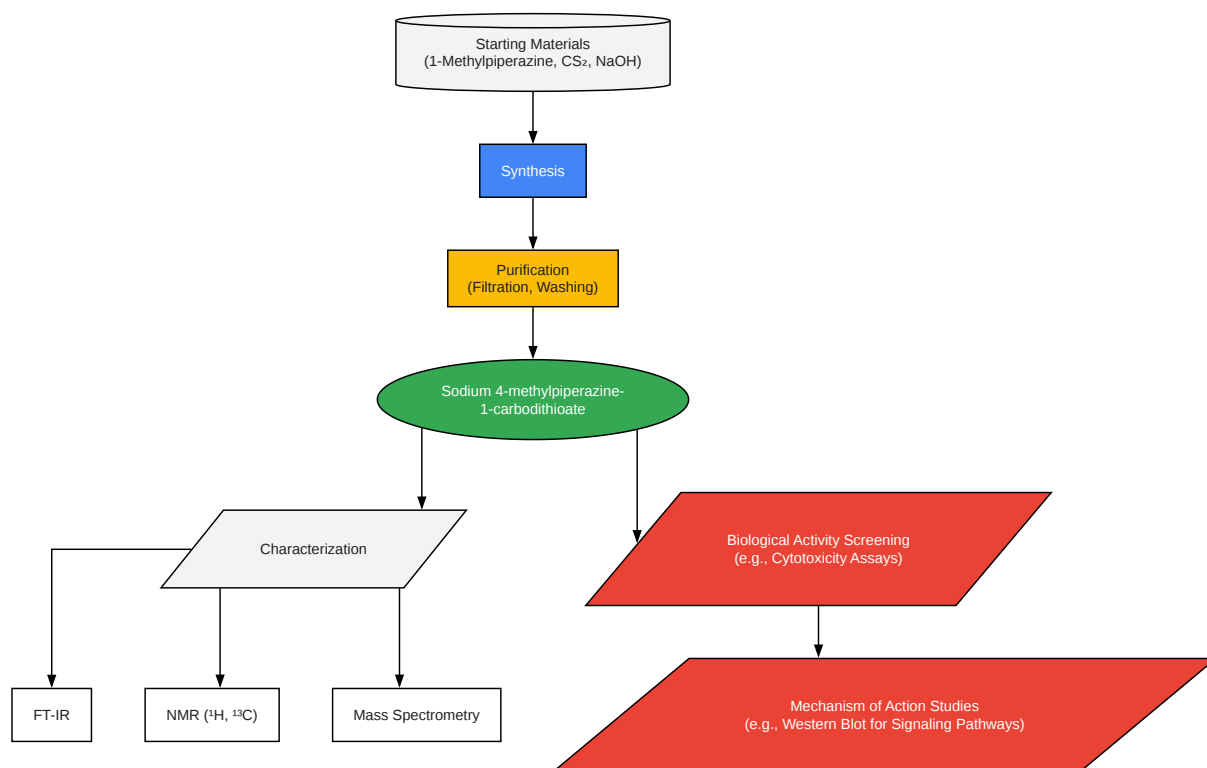 Starting Materials
(1-Methylpiperazine, CS₂, NaOH)
Synthesis
Purification
(Filtration, Washing)
Sodium 4-methylpiperazine-
1-carbodithioate
Characterization
Biological Activity Screening
(e.g., Cytotoxicity Assays)
FT-IR
NMR (¹H, ¹³C)
Mass Spectrometry
Mechanism of Action Studies
(e.g., Western Blot for Signaling Pathways)